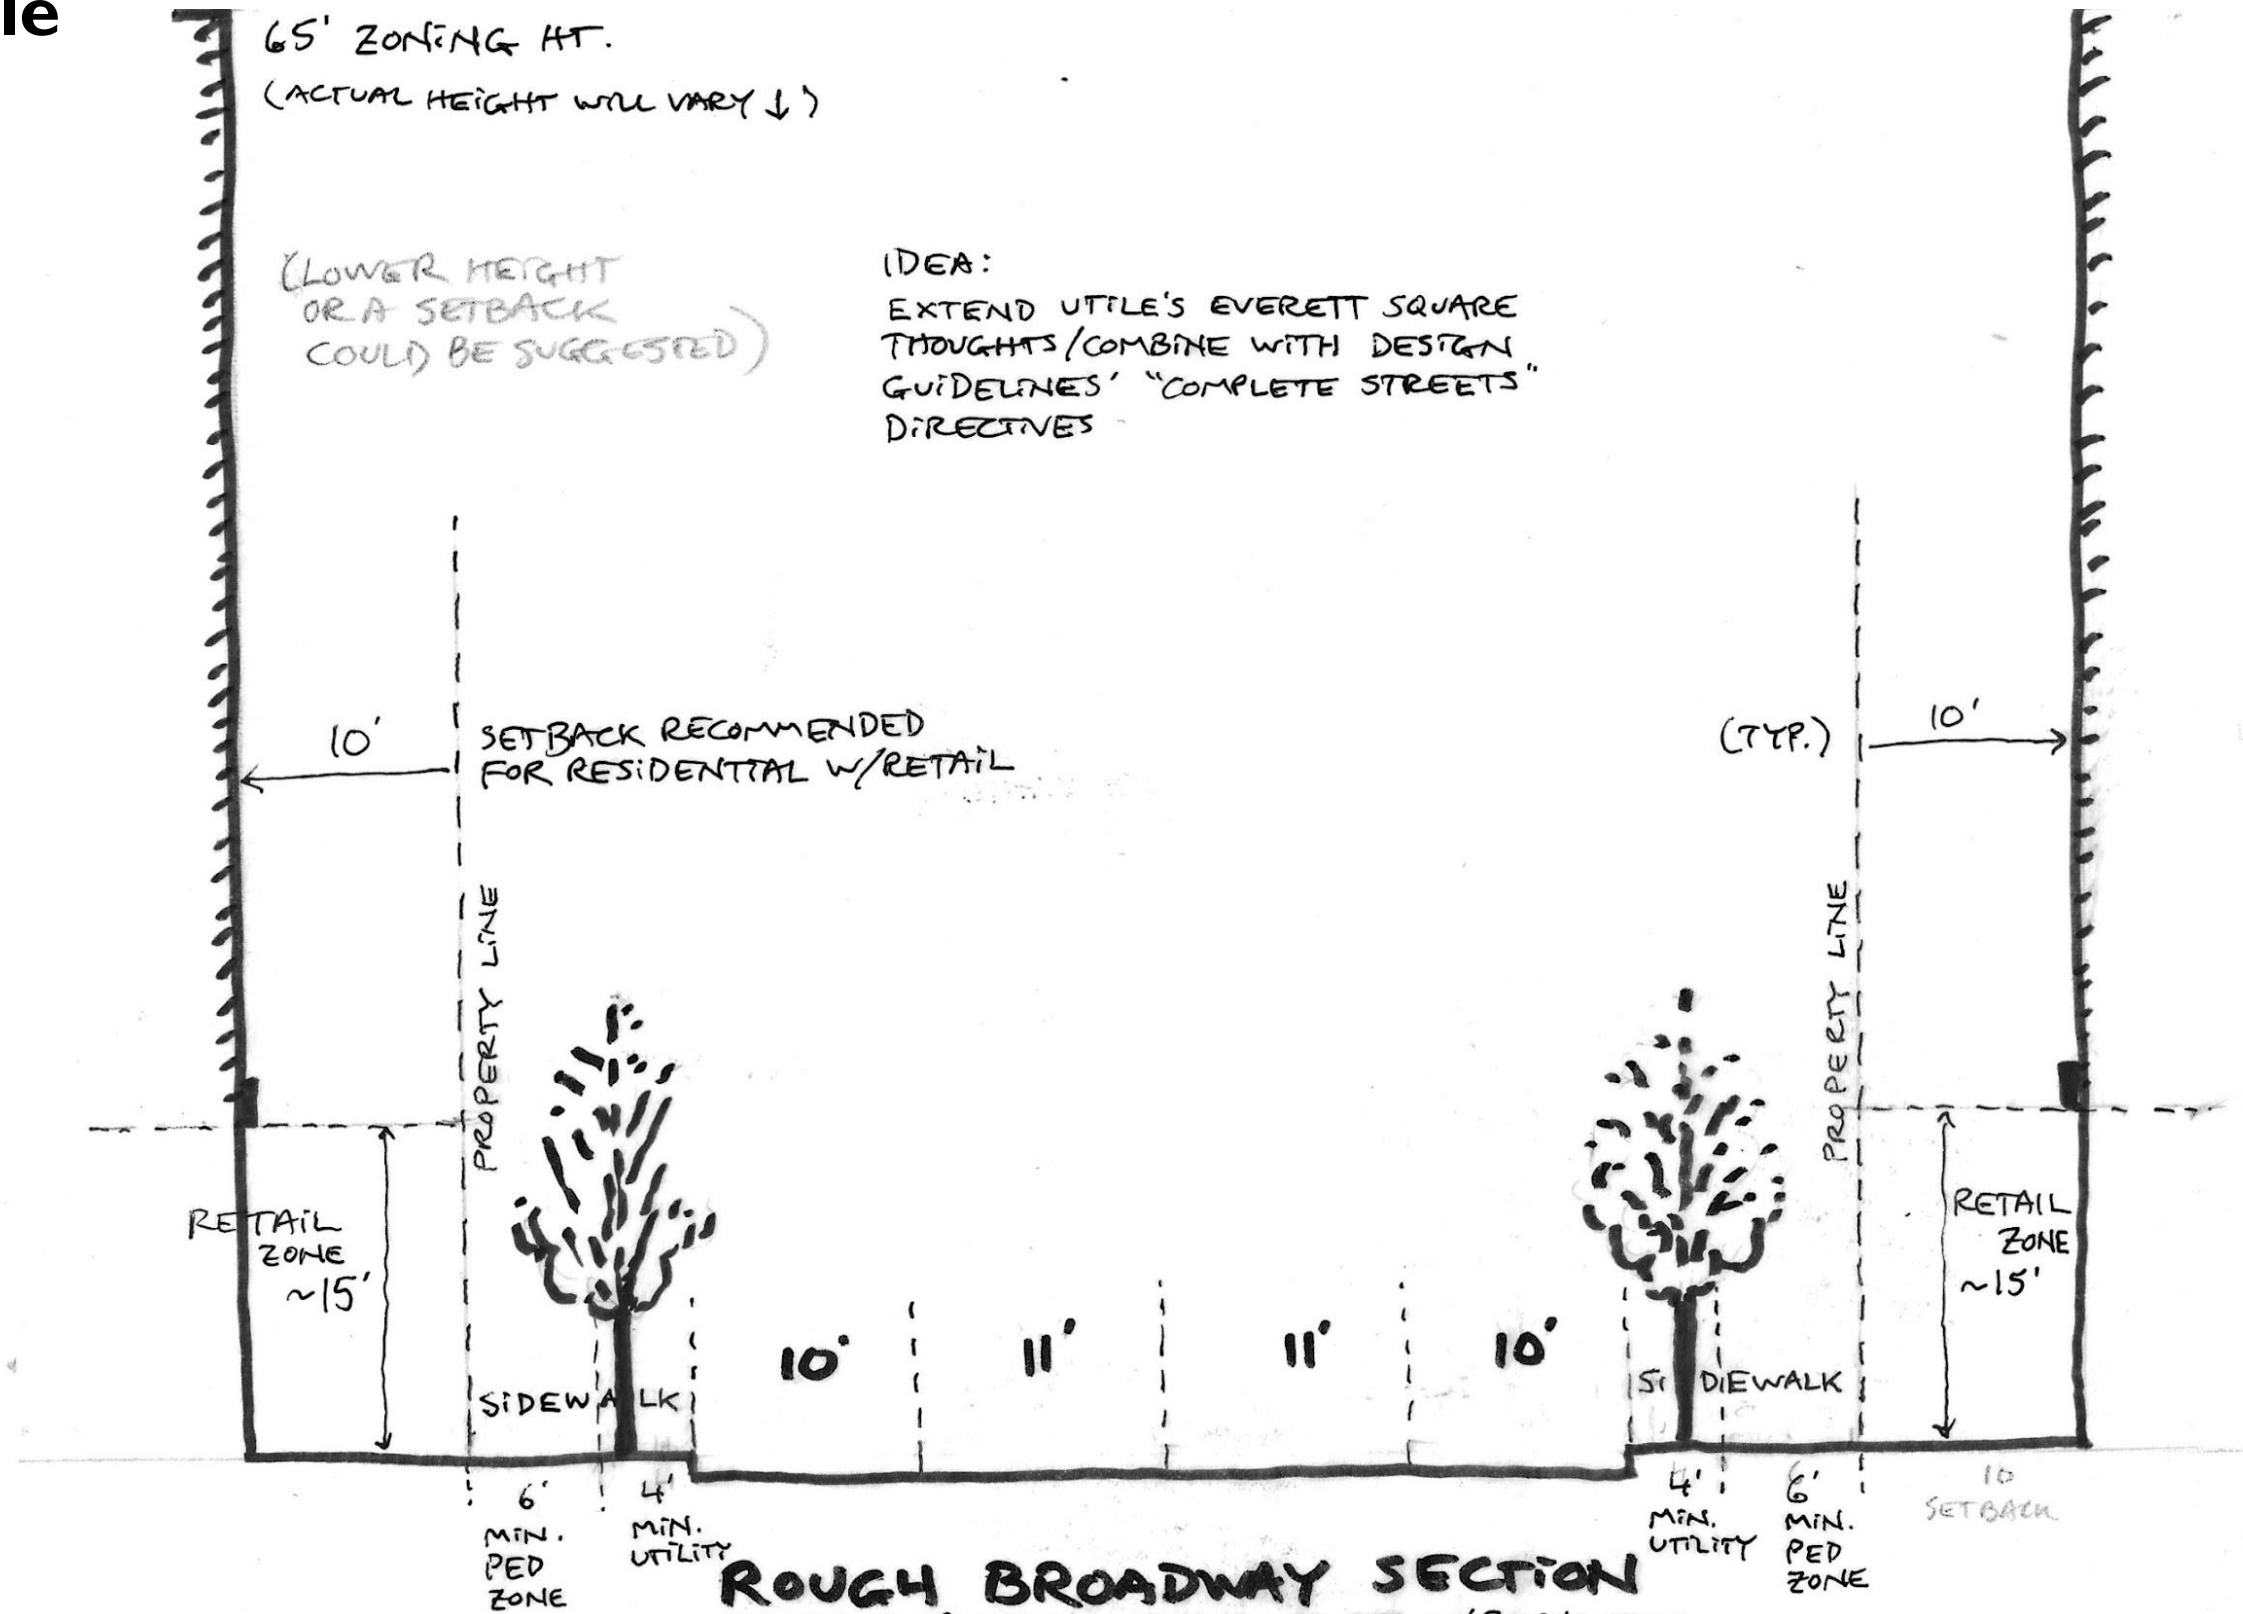 le
65' ZONING HT.
(ACTUAL HEIGHT WILL VARY ↓)
(LOWER HEIGHT
OR A SETBACK
COULD BE SUGGESTED)
IDEA:
EXTEND UTILE'S EVERETT SQUARE
THOUGHTS/COMBINE WITH DESIGN
GUIDELINES' "COMPLETE STREETS"
DIRECTIVES
10'
SETBACK RECOMMENDED
FOR RESIDENTIAL W/RETAIL
(TYP.)
10'
PROPERTY LINE
PROPERTY LINE
RETAIL
ZONE
~15'
RETAIL
ZONE
~15'
10'
11'
11'
10'
SIDEWALK
SIDIEWALK
6'
MIN.
PED
ZONE
4'
MIN.
UTILITY
4'
MIN.
UTILITY
6'
MIN.
PED
ZONE
10
SETBACK
ROUGH BROADWAY SECTION